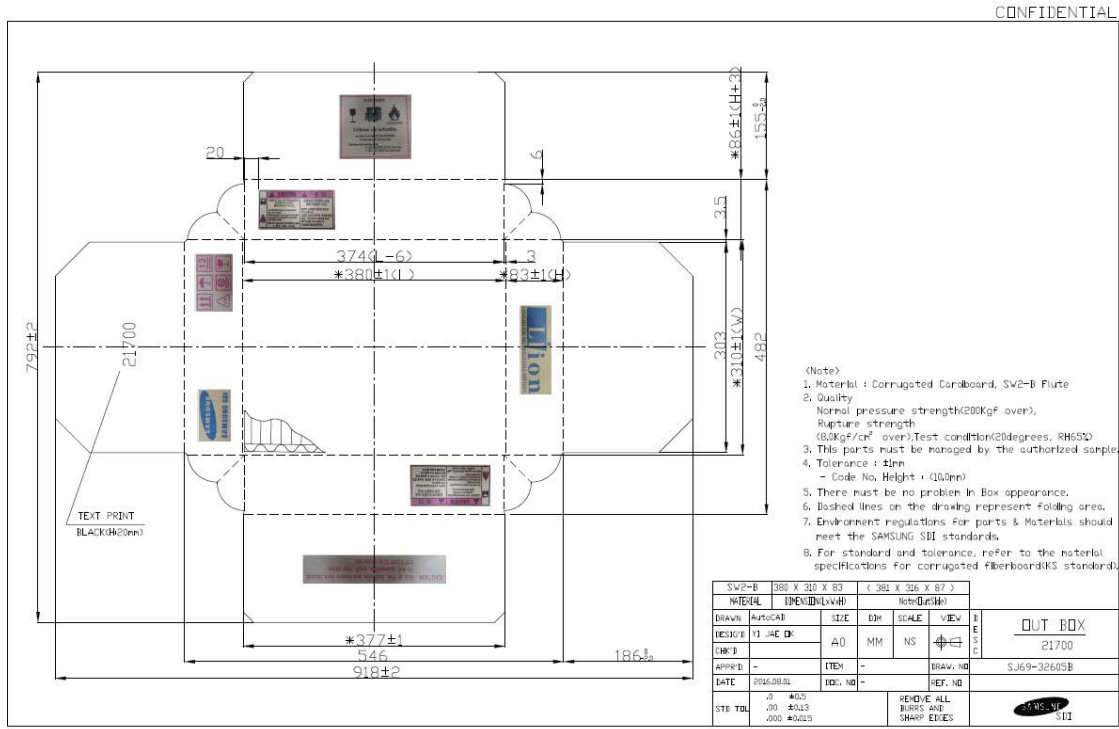 CONFIDENTIAL
*86±1(H+3)
155
20
6
3.5
374(L-6)
3
*380±1(L)
*83±1(H)
792±2
21700
303
*310±1(W)
482
LI ion
SAMSUNG SDI
TEXT PRINT
BLACK(H:20mm)
*377±1
546
186
918±2
<Note>
1. Material : Corrugated Cardboard, SW2-B Flute
2. Quality
Normal pressure strength(200Kgf over),
Rupture strength
(8.0Kgf/cm² over),Test condition(20degrees, RH65%)
3. This parts must be managed by the authorized sample.
4. Tolerance : ±1mm
- Code No, Height : (10.0mm)
5. There must be no problem in Box appearance.
6. Dashed lines on the drawing represent folding area.
7. Environment regulations for parts & Materials should
meet the SAMSUNG SDI standards.
8. For standard and tolerance, refer to the material
specifications for corrugated fiberboard(KS standard).
SW2-B 380 X 310 X 83 ( 381 X 316 X 87 )
MATERIAL DIMENSION(LxWxH) Note(OutSide)
DRAWN AutoCAD SIZE DIM SCALE VIEW DESC OUT BOX
DESIG'D YI JAE OK A0 MM NS 21700
CHK'D
APPR'D - ITEM - DRAW. NO SJ69-32605B
DATE 2016.08.01 DOC. NO - REF. NO
STD TOL .0 ±0.5 REMOVE ALL
.00 ±0.13 BURRS AND
.000 ±0.015 SHARP EDGES
SAMSUNG SDI